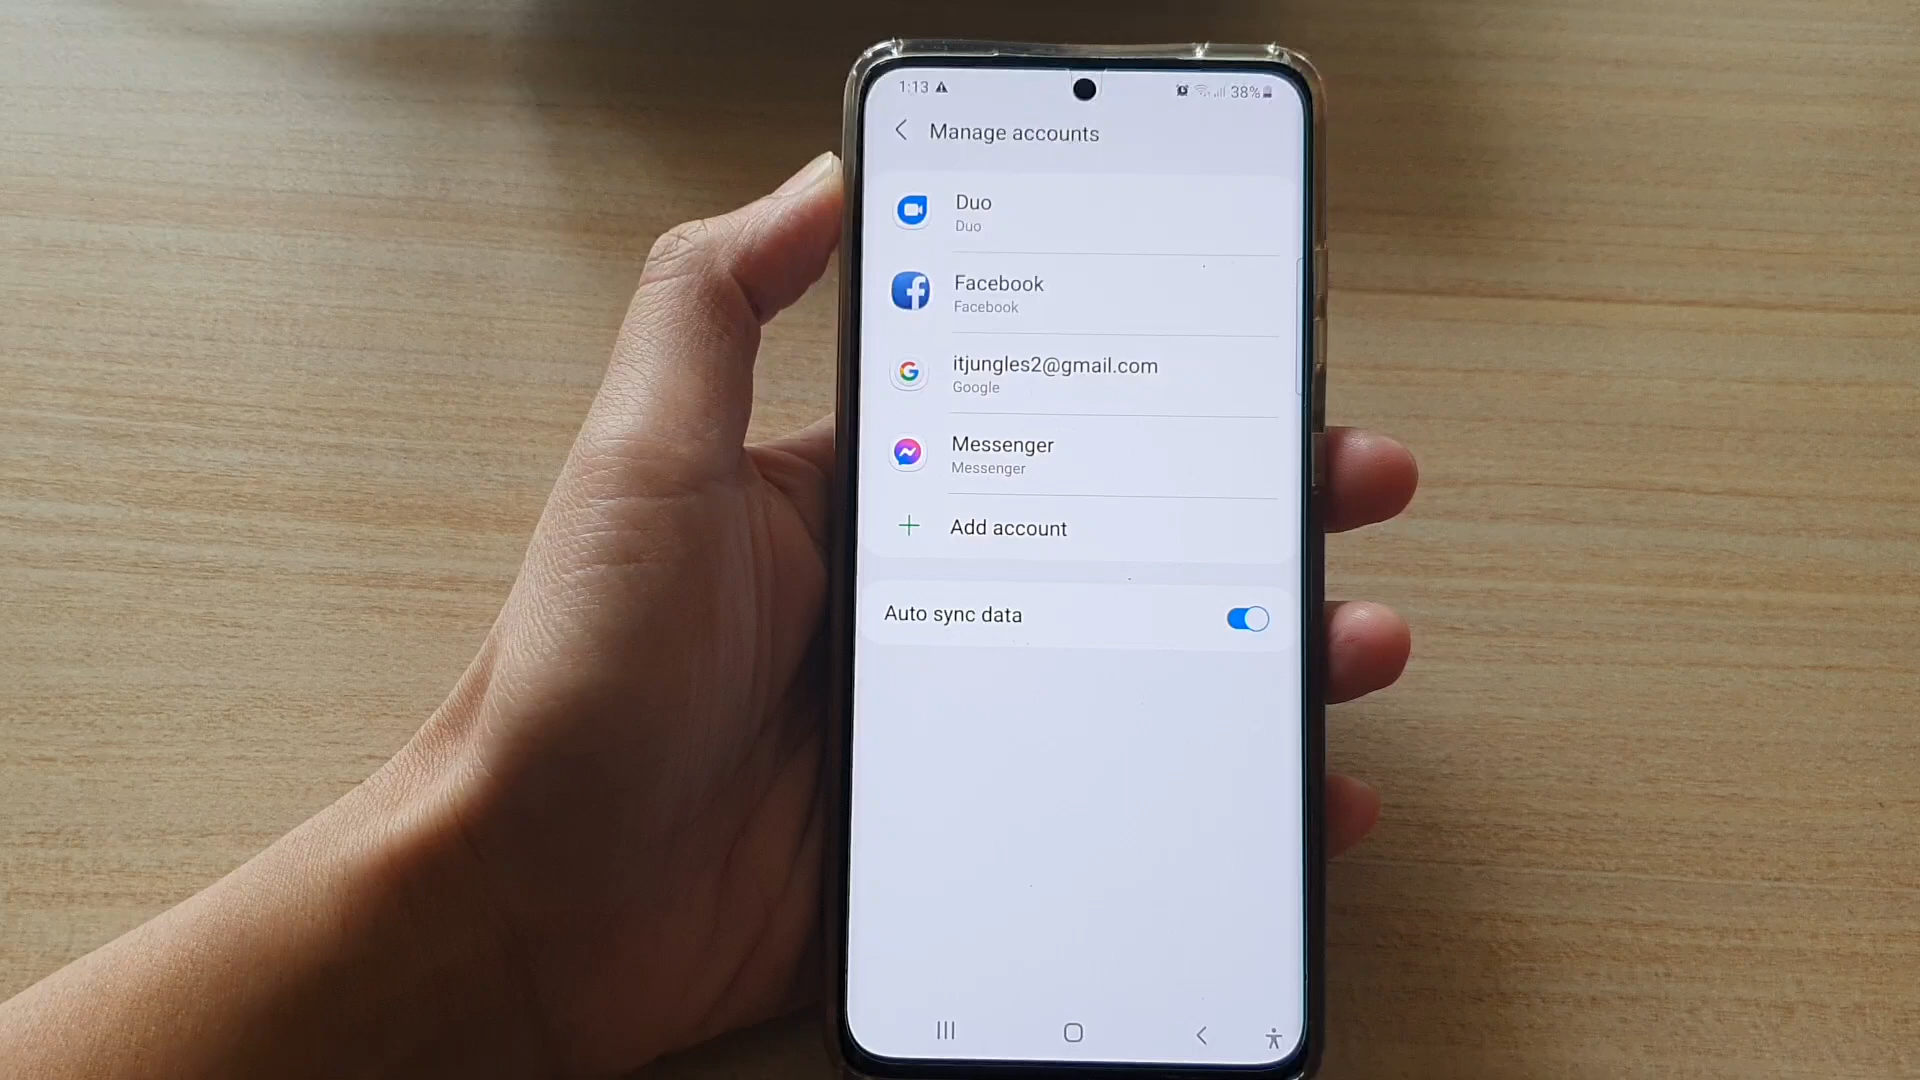 1:13
38%
Manage accounts
Duo
Duo
Facebook
Facebook
itjungles2@gmail.com
Google
Messenger
Messenger
Add account
Auto sync data